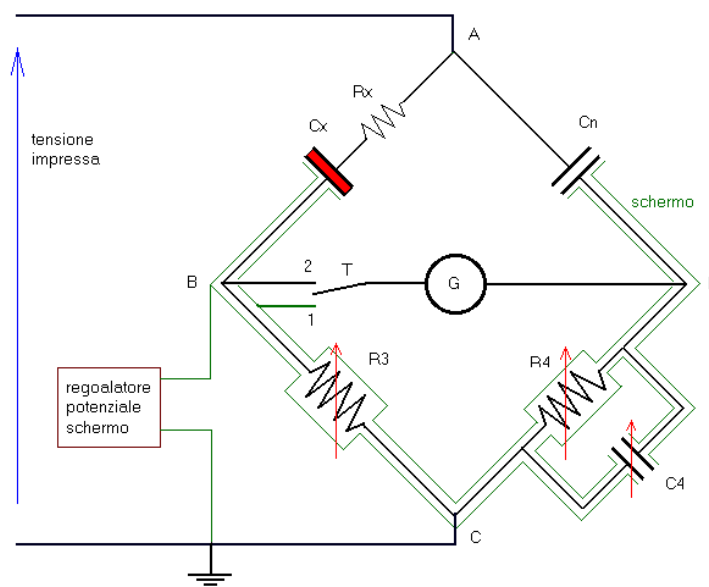 A
Rx
Cx
Cn
tensione
impressa
schermo
B
2
T
G
1
R3
R4
regoalatore
potenziale
schermo
C4
C